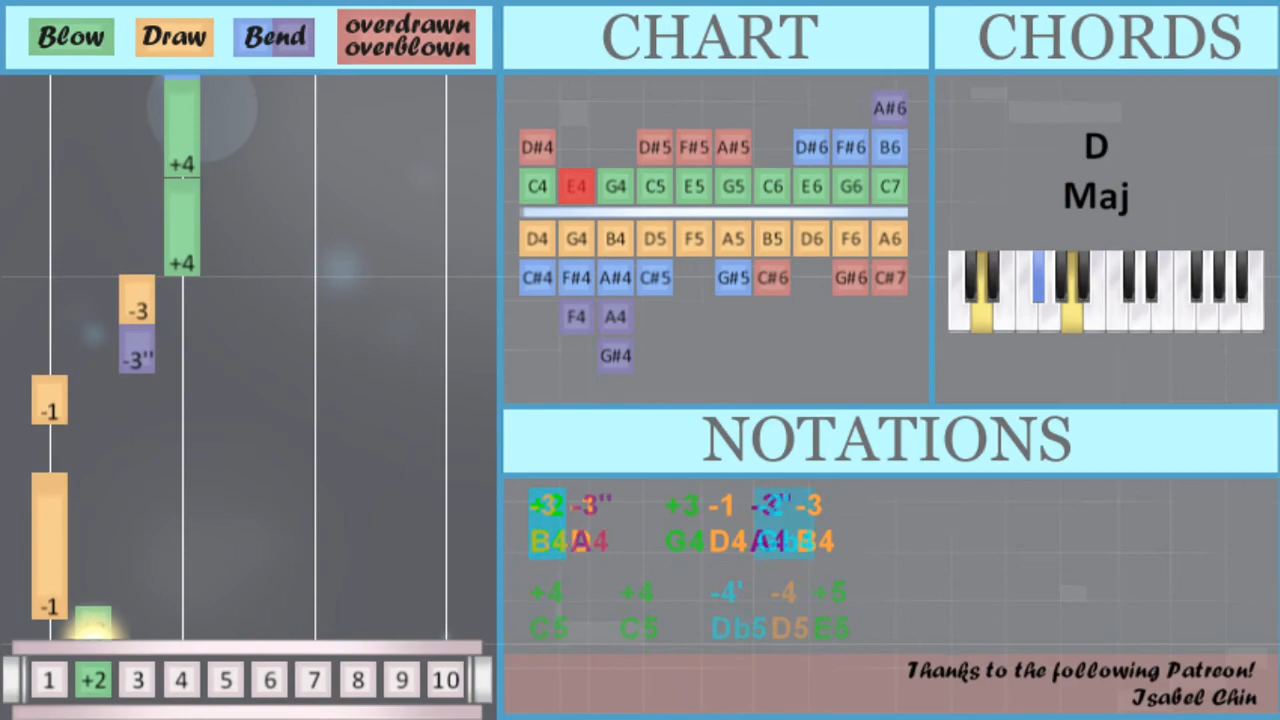 Blow Draw Bend overdrawn overblown
CHART
CHORDS
+4
+4
-3
-3''
-1
-1
1 +2 3 4 5 6 7 8 9 10
A#6
D#4 D#5 F#5 A#5 D#6 F#6 B6
C4 E4 G4 C5 E5 G5 C6 E6 G6 C7
D4 G4 B4 D5 F5 A5 B5 D6 F6 A6
C#4 F#4 A#4 C#5 G#5 C#6 G#6 C#7
F4 A4
G#4
D
Maj
NOTATIONS
-3'' +3 -1 -3
B4 A4 G4 D4 A4 B4
+4 +4 -4' -4 +5
C5 C5 Db5 D5 E5
Thanks to the following Patreon!
Isabel Chin